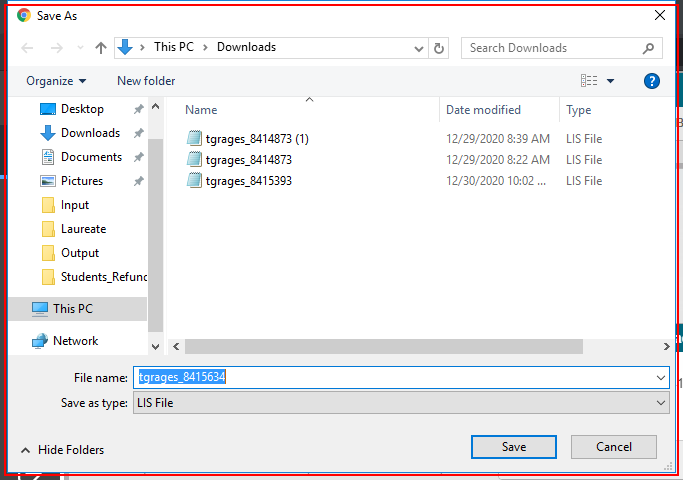 Save As
This PC > Downloads
Search Downloads
Organize
New folder
Name
Date modified
Type
Desktop
Downloads
Documents
Pictures
Input
Laureate
Output
Students_Refund
This PC
Network
tgrages_8414873 (1) 12/29/2020 8:39 AM LIS File
tgrages_8414873 12/29/2020 8:22 AM LIS File
tgrages_8415393 12/30/2020 10:02 ... LIS File
File name: tgrages_8415634
Save as type: LIS File
Hide Folders
Save
Cancel